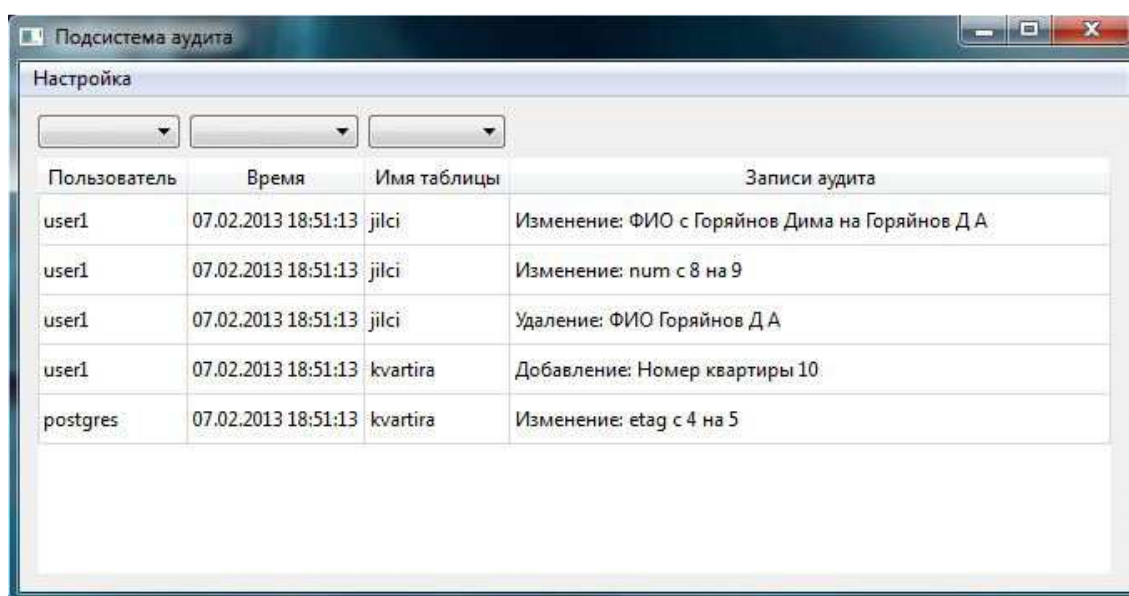 Подсистема аудита
Настройка
Пользователь Время Имя таблицы Записи аудита
user1 07.02.2013 18:51:13 jilci Изменение: ФИО с Горяйнов Дима на Горяйнов Д А
user1 07.02.2013 18:51:13 jilci Изменение: num с 8 на 9
user1 07.02.2013 18:51:13 jilci Удаление: ФИО Горяйнов Д А
user1 07.02.2013 18:51:13 kvartira Добавление: Номер квартиры 10
postgres 07.02.2013 18:51:13 kvartira Изменение: etag с 4 на 5